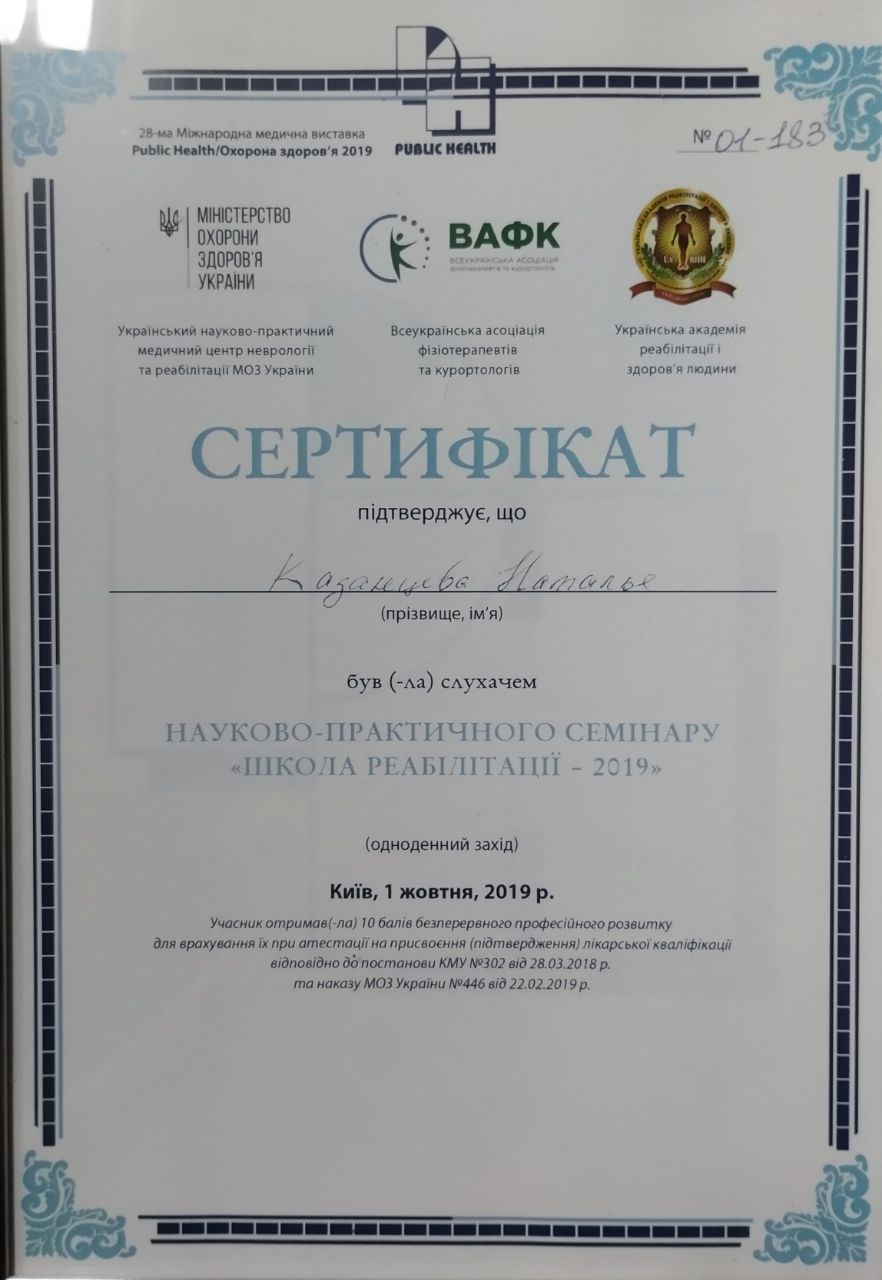 28-ма Міжнародна медична виставка
Public Health/Охорона здоров'я 2019
PUBLIC HEALTH
№ 01-183
МІНІСТЕРСТВО
ОХОРОНИ
ЗДОРОВ'Я
УКРАЇНИ
ВАФК
ВСЕУКРАЇНСЬКА АСОЦІАЦІЯ
фізіотерапевтів та курортологів
Український науково-практичний
медичний центр неврології
та реабілітації МОЗ України
Всеукраїнська асоціація
фізіотерапевтів
та курортологів
Українська академія
реабілітації і
здоров'я людини
СЕРТИФІКАТ
підтверджує, що
Казанцева Наталья
(прізвище, ім'я)
був (-ла) слухачем
НАУКОВО-ПРАКТИЧНОГО СЕМІНАРУ
«ШКОЛА РЕАБІЛІТАЦІЇ – 2019»
(одноденний захід)
Київ, 1 жовтня, 2019 р.
Учасник отримав(-ла) 10 балів безперервного професійного розвитку
для врахування їх при атестації на присвоєння (підтвердження) лікарської кваліфікації
відповідно до постанови КМУ №302 від 28.03.2018 р.
та наказу МОЗ України №446 від 22.02.2019 р.